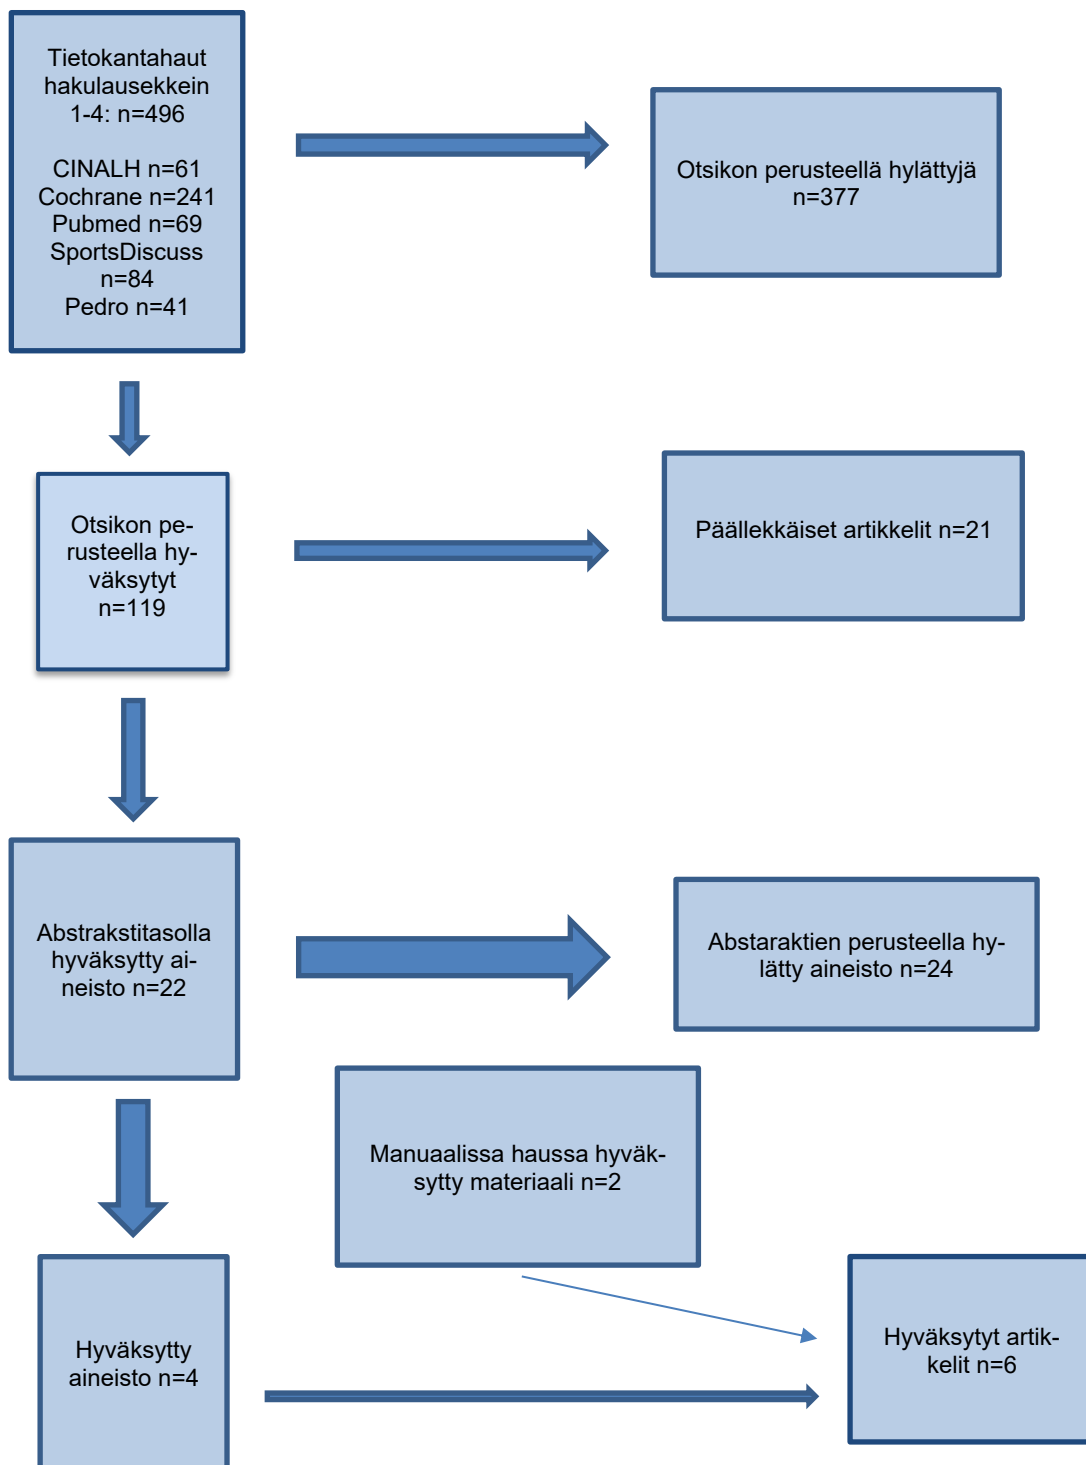 Tietokantahaut
hakulausekkein
1-4: n=496
CINALH n=61
Cochrane n=241
Pubmed n=69
SportsDiscuss
n=84
Pedro n=41
Otsikon perusteellä hylättyjä
n=377
Otsikon pe-
rusteella hy-
väksytyt
n=119
Päällekkäiset artikkelit n=21
Abstrakstitasolla
hyväksytty ai-
neisto n=22
Abstaraktien perusteella hy-
lätty aineisto n=24
Manuaalissa haussa hyväk-
sytty materiaali n=2
Hyväksytty
aineisto n=4
Hyväksytyt artik-
kelit n=6